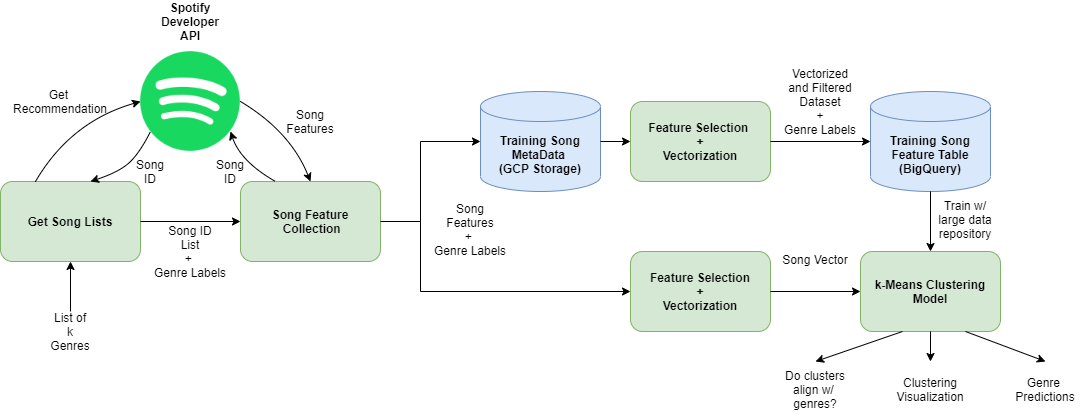 Spotify
Developer
API
Get
Recommendation
Song
ID
Song
ID
Song
Features
Get Song Lists
Song ID
List
+
Genre Labels
Song Feature
Collection
List of
k
Genres
Song
Features
+
Genre Labels
Training Song
MetaData
(GCP Storage)
Feature Selection
+
Vectorization
Vectorized
and Filtered
Dataset
+
Genre Labels
Training Song
Feature Table
(BigQuery)
Train w/
large data
repository
Feature Selection
+
Vectorization
Song Vector
k-Means Clustering
Model
Do clusters
align w/
genres?
Clustering
Visualization
Genre
Predictions